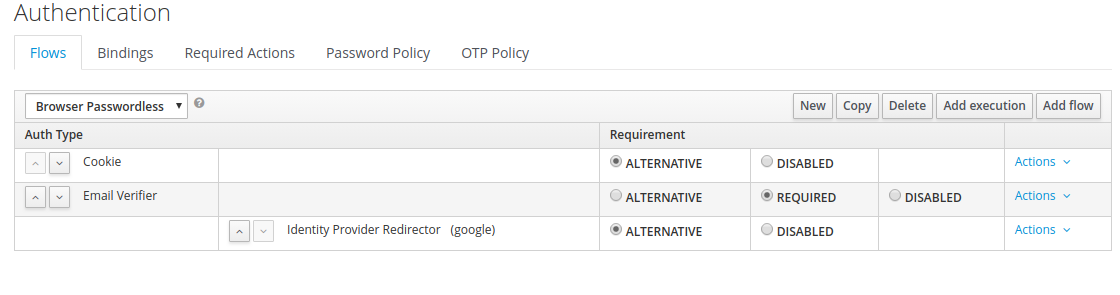 Authentication
Flows Bindings Required Actions Password Policy OTP Policy
Browser Passwordless ? New Copy Delete Add execution Add flow
Auth Type Requirement
Cookie ALTERNATIVE DISABLED Actions
Email Verifier ALTERNATIVE REQUIRED DISABLED Actions
Identity Provider Redirector (google) ALTERNATIVE DISABLED Actions